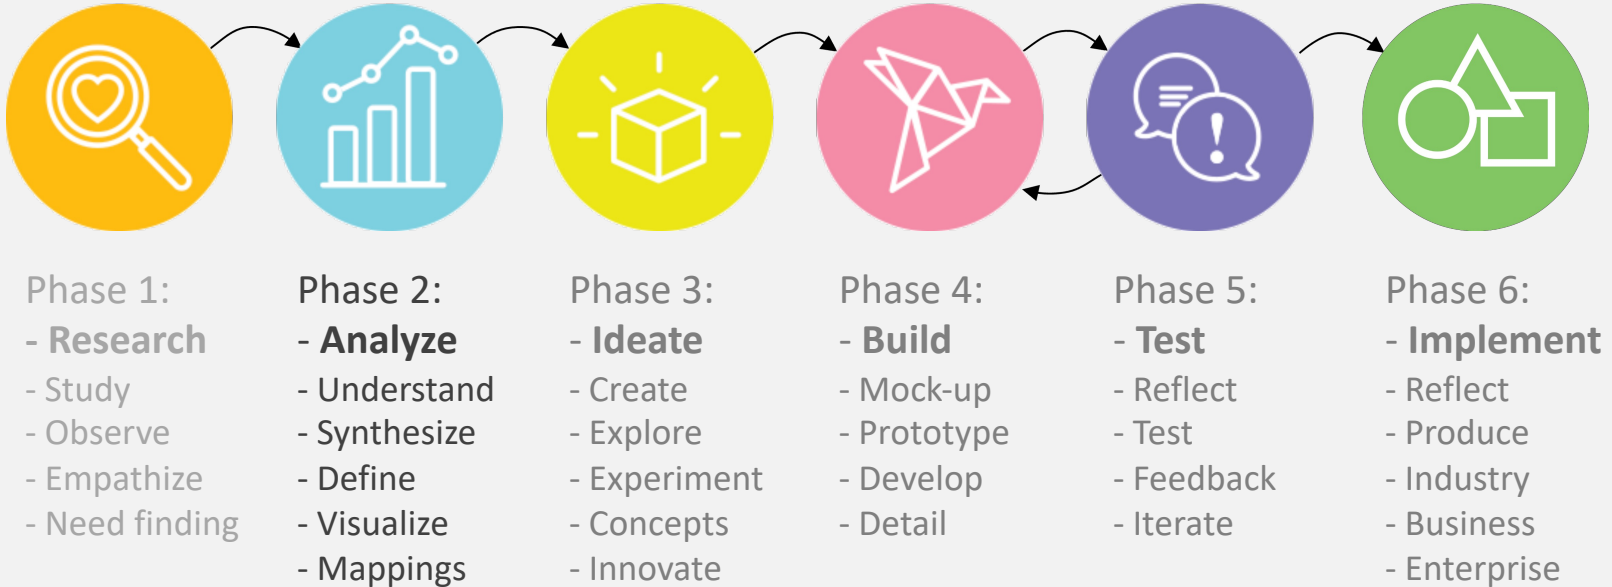 Phase 1:
- Research
- Study
- Observe
- Empathize
- Need finding
Phase 2:
- Analyze
- Understand
- Synthesize
- Define
- Visualize
- Mappings
Phase 3:
- Ideate
- Create
- Explore
- Experiment
- Concepts
- Innovate
Phase 4:
- Build
- Mock-up
- Prototype
- Develop
- Detail
Phase 5:
- Test
- Reflect
- Test
- Feedback
- Iterate
Phase 6:
- Implement
- Reflect
- Produce
- Industry
- Business
- Enterprise